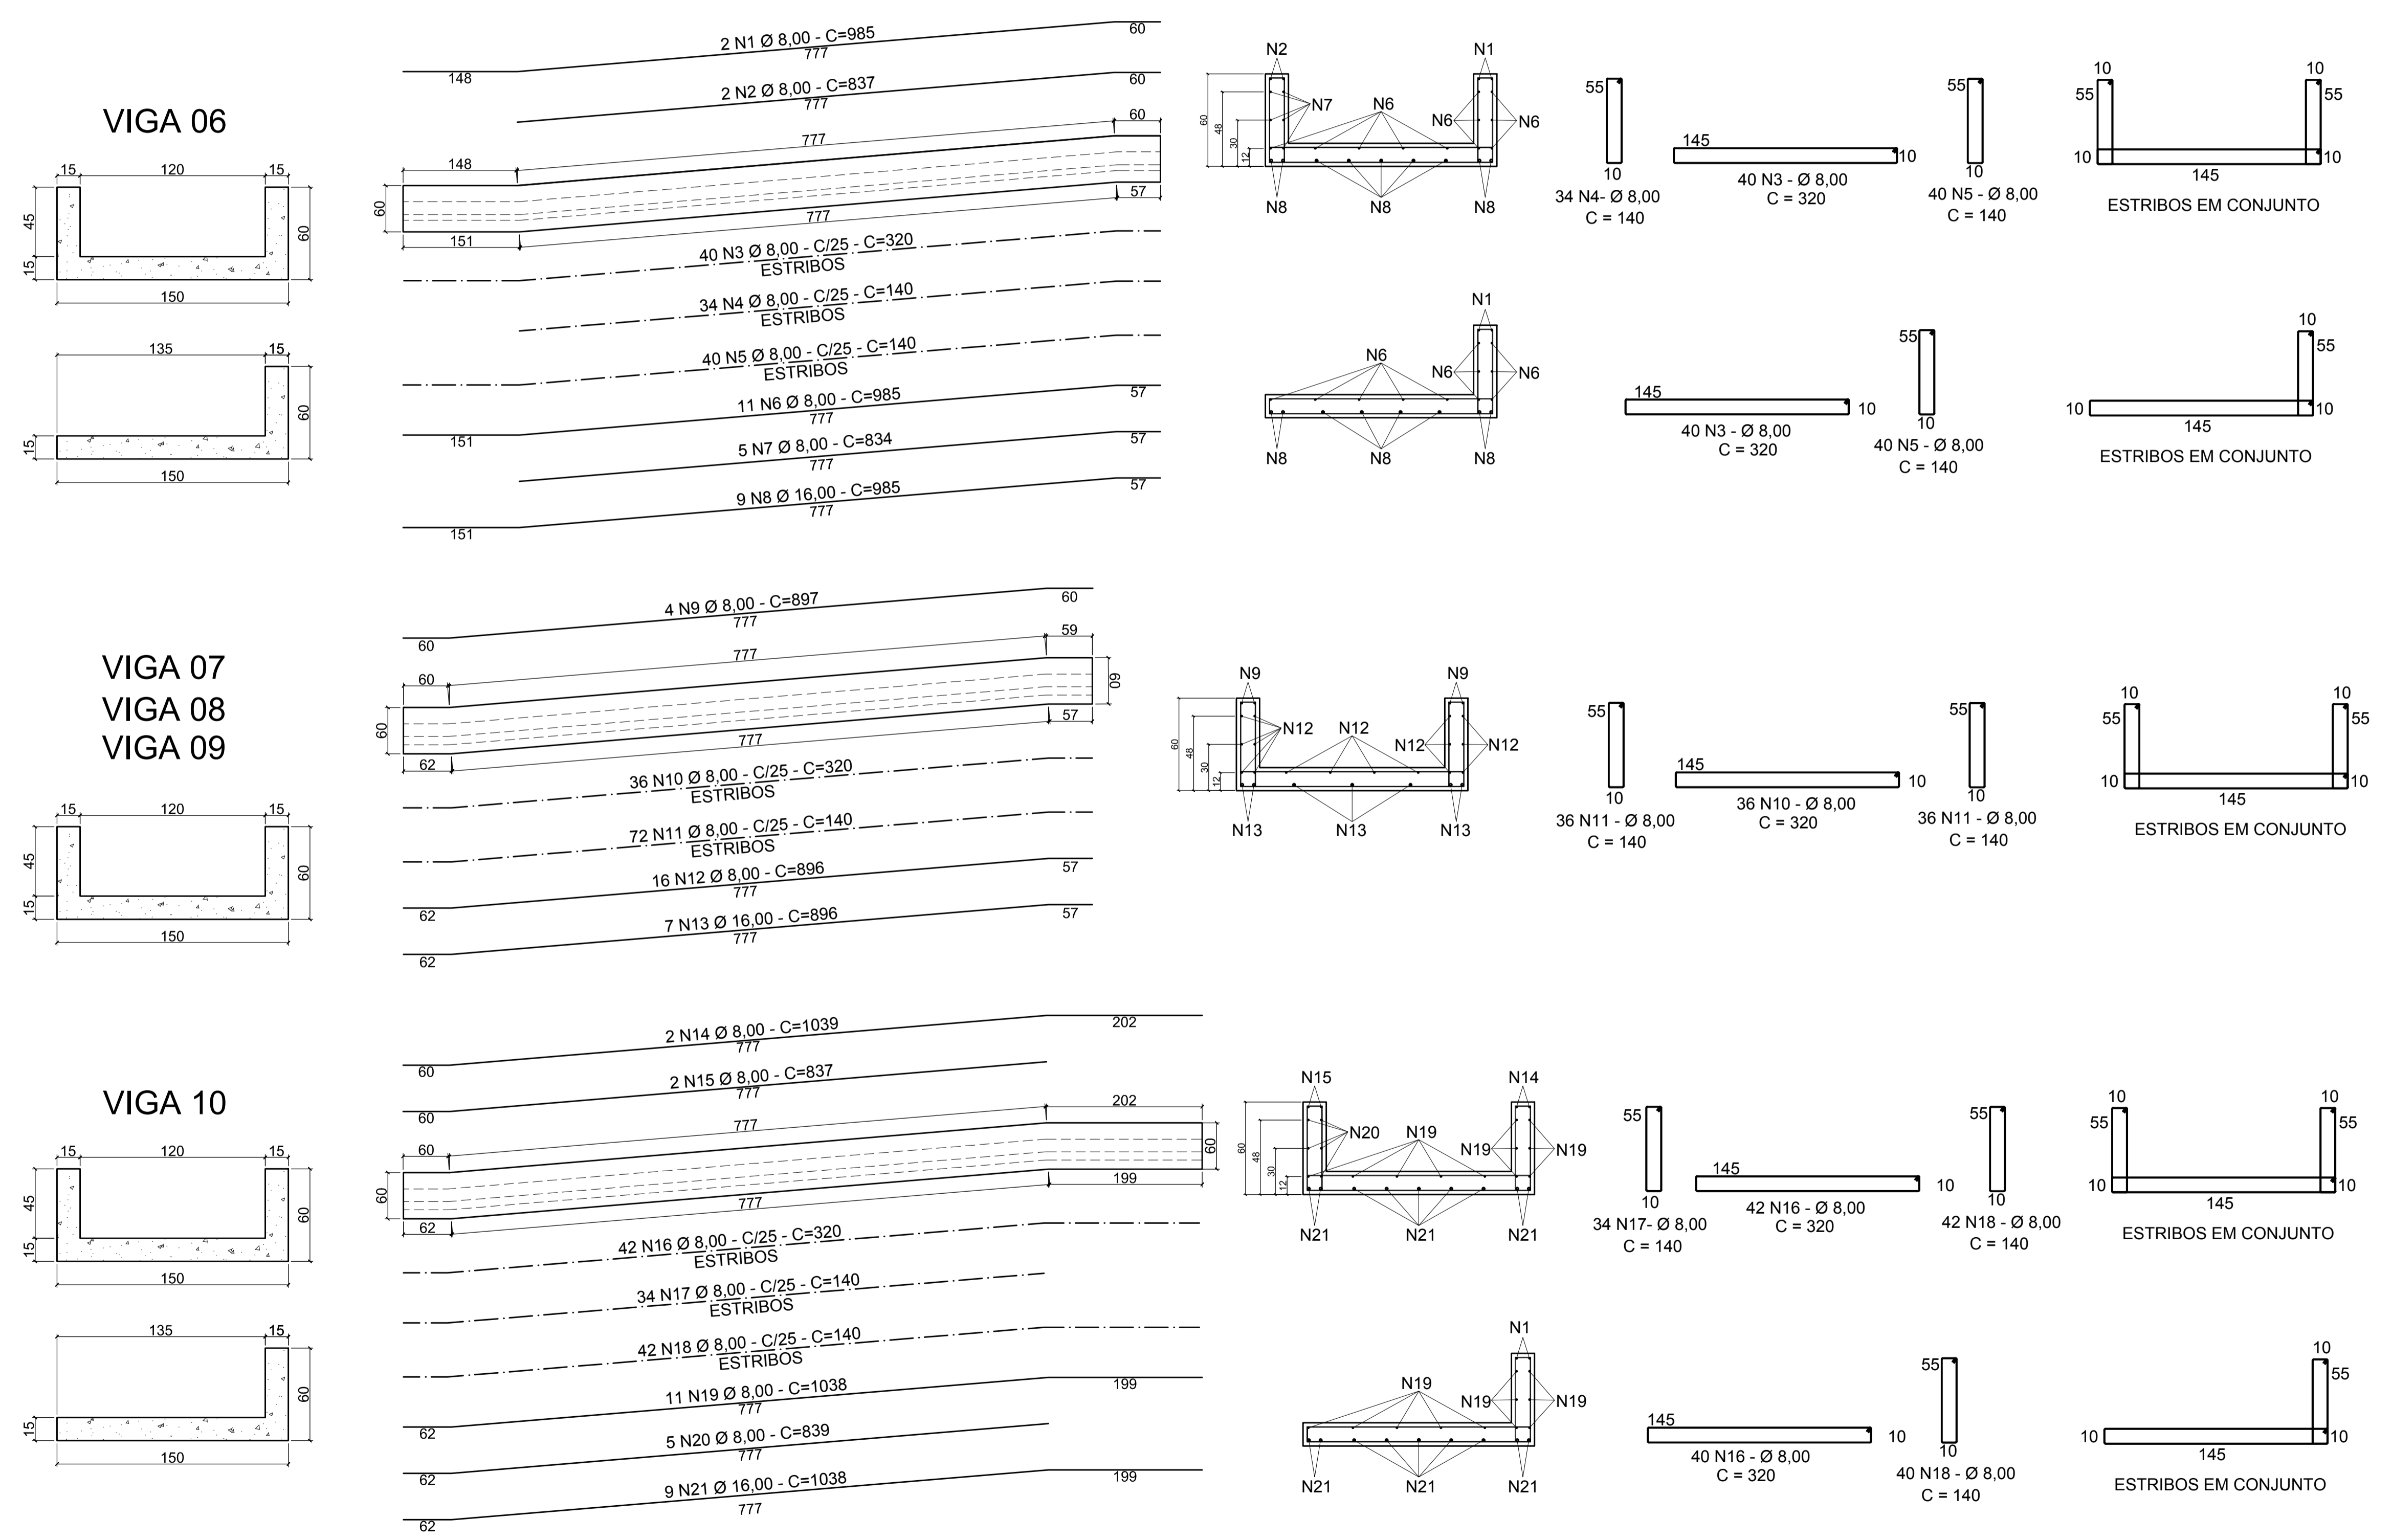 VIGA 06
15
120
15
45
15
60
150
135
15
15
60
150
2 N1 Ø 8,00 - C=985
777
148
60
2 N2 Ø 8,00 - C=837
777
60
777
60
148
60
151
777
57
40 N3 Ø 8,00 - C/25 - C=320
ESTRIBOS
34 N4 Ø 8,00 - C/25 - C=140
ESTRIBOS
40 N5 Ø 8,00 - C/25 - C=140
ESTRIBOS
11 N6 Ø 8,00 - C=985
777
151
57
5 N7 Ø 8,00 - C=834
777
57
9 N8 Ø 16,00 - C=985
777
151
57
N2
N1
N7
N6
N6
N6
60
48
30
12
N8
N8
N8
55
10
34 N4- Ø 8,00
C = 140
145
10
40 N3 - Ø 8,00
C = 320
55
10
40 N5 - Ø 8,00
C = 140
10
10
55
55
10
10
145
ESTRIBOS EM CONJUNTO
N1
N6
N6
N6
N8
N8
N8
145
10
40 N3 - Ø 8,00
C = 320
55
10
40 N5 - Ø 8,00
C = 140
10
55
10
10
145
ESTRIBOS EM CONJUNTO
VIGA 07
VIGA 08
VIGA 09
15
120
15
45
15
60
150
4 N9 Ø 8,00 - C=897
777
60
60
777
59
60
60
60
62
777
57
36 N10 Ø 8,00 - C/25 - C=320
ESTRIBOS
72 N11 Ø 8,00 - C/25 - C=140
ESTRIBOS
16 N12 Ø 8,00 - C=896
777
62
57
7 N13 Ø 16,00 - C=896
777
62
57
N9
N9
N12
N12
N12
N12
60
48
30
12
N13
N13
N13
55
10
36 N11 - Ø 8,00
C = 140
145
10
36 N10 - Ø 8,00
C = 320
55
10
36 N11 - Ø 8,00
C = 140
10
10
55
55
10
10
145
ESTRIBOS EM CONJUNTO
VIGA 10
15
120
15
45
15
60
150
135
15
15
60
150
2 N14 Ø 8,00 - C=1039
777
60
202
2 N15 Ø 8,00 - C=837
777
60
777
202
60
60
60
62
777
199
42 N16 Ø 8,00 - C/25 - C=320
ESTRIBOS
34 N17 Ø 8,00 - C/25 - C=140
ESTRIBOS
42 N18 Ø 8,00 - C/25 - C=140
ESTRIBOS
11 N19 Ø 8,00 - C=1038
777
62
199
5 N20 Ø 8,00 - C=839
777
62
9 N21 Ø 16,00 - C=1038
777
62
199
N15
N14
N20
N19
N19
N19
60
48
30
12
N21
N21
N21
55
10
34 N17- Ø 8,00
C = 140
145
10
42 N16 - Ø 8,00
C = 320
55
10
42 N18 - Ø 8,00
C = 140
10
10
55
55
10
10
145
ESTRIBOS EM CONJUNTO
N1
N19
N19
N19
N21
N21
N21
145
10
40 N16 - Ø 8,00
C = 320
55
10
40 N18 - Ø 8,00
C = 140
10
55
10
10
145
ESTRIBOS EM CONJUNTO